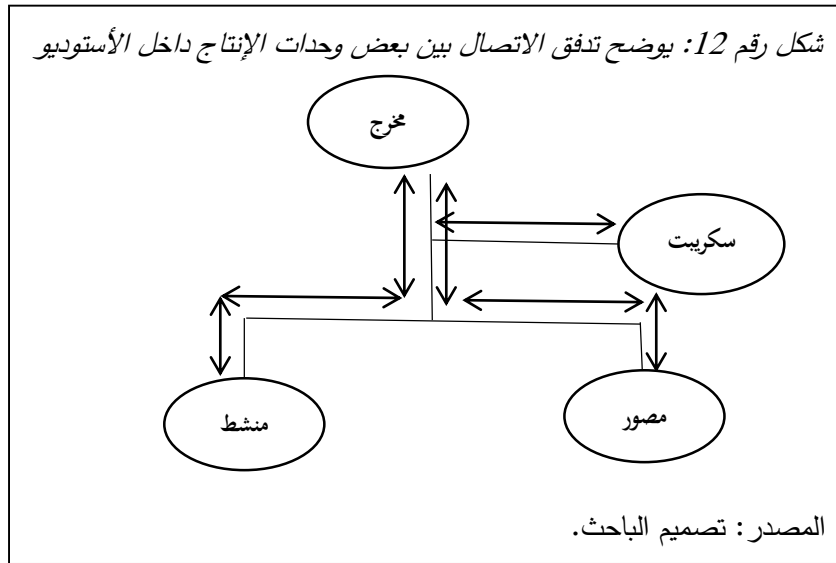 شكل رقم 12: يوضح تدفق الاتصال بين بعض وحدات الإنتاج داخل الأستوديو
مخرج
سكريبت
منشط
مصور
المصدر: تصميم الباحث.